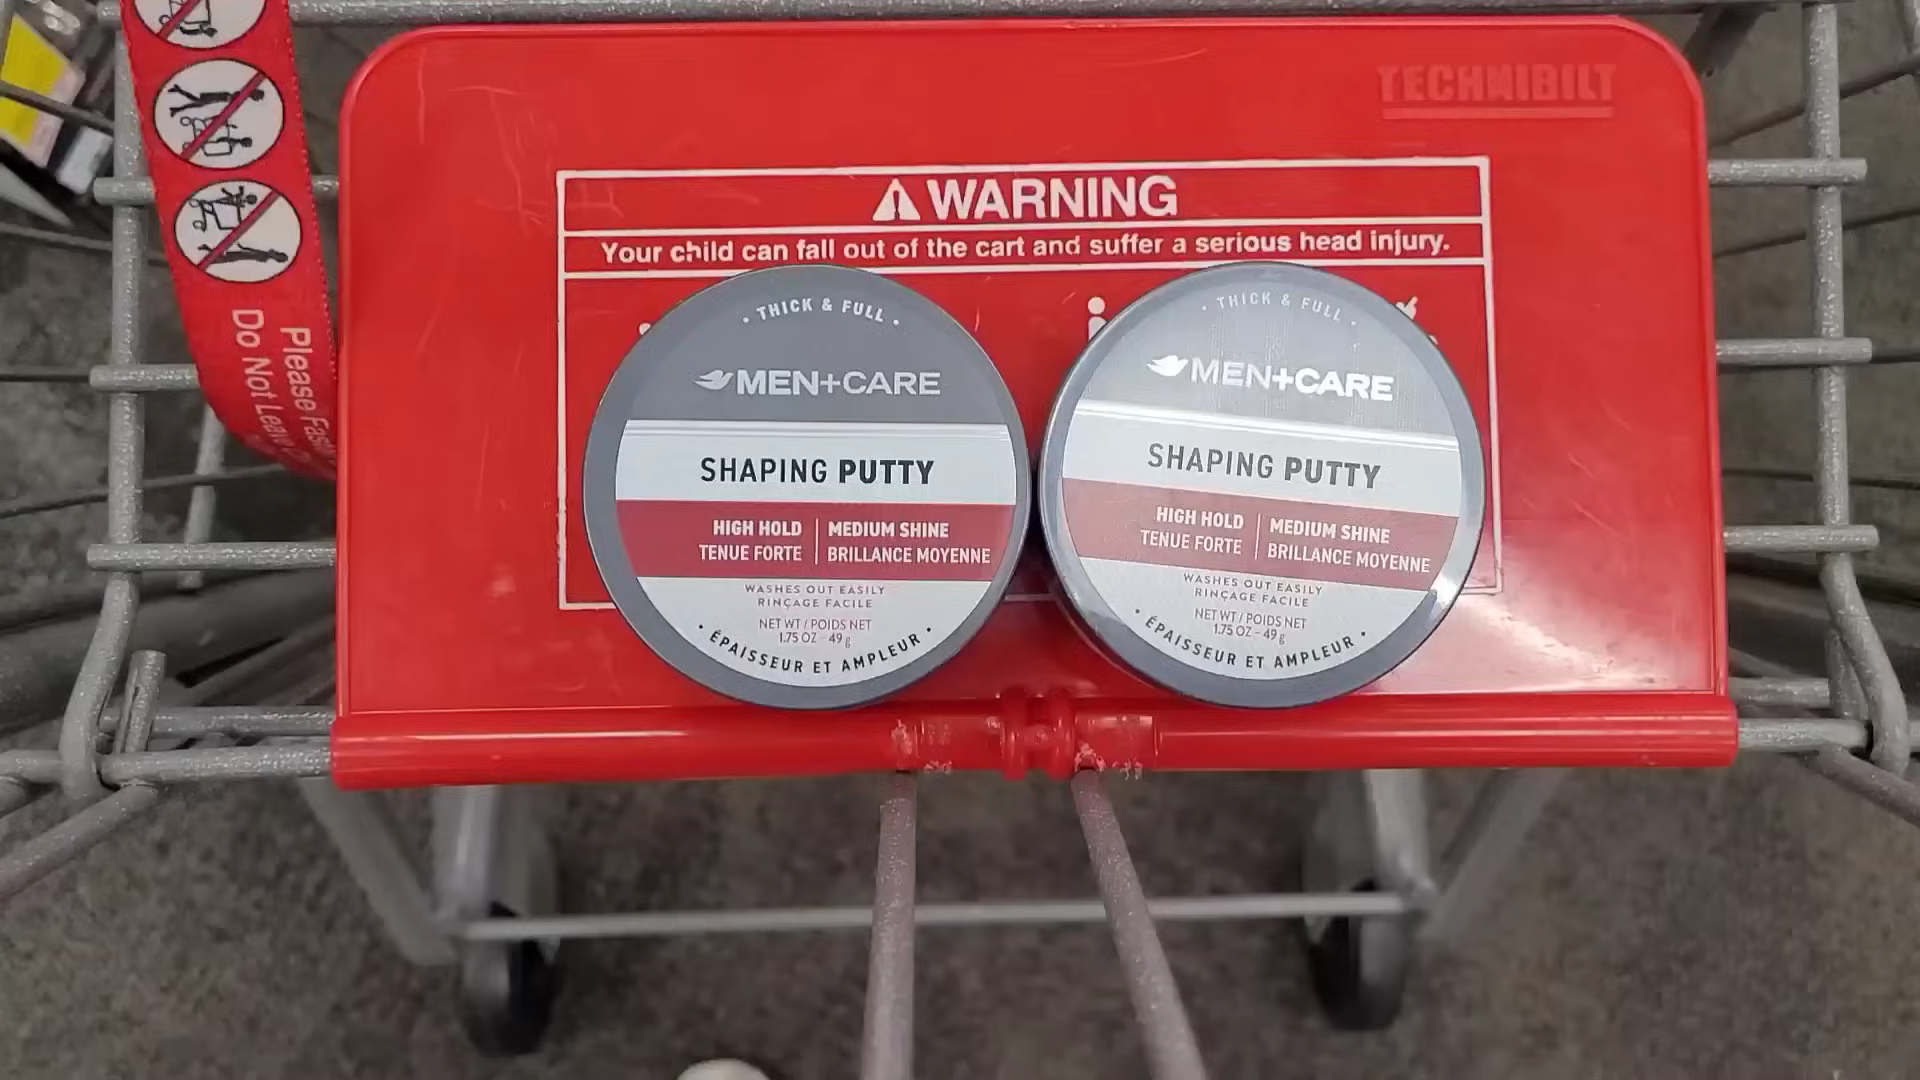 TECHNIBILT
WARNING
Your child can fall out of the cart and suffer a serious head injury.
Please
Do Not Leave
· THICK & FULL ·
MEN+CARE
SHAPING PUTTY
HIGH HOLD | MEDIUM SHINE
TENUE FORTE | BRILLANCE MOYENNE
WASHES OUT EASILY
RINÇAGE FACILE
NET WT / POIDS NET
1.75 OZ - 49 g
· ÉPAISSEUR ET AMPLEUR ·
· THICK & FULL ·
MEN+CARE
SHAPING PUTTY
HIGH HOLD | MEDIUM SHINE
TENUE FORTE | BRILLANCE MOYENNE
WASHES OUT EASILY
RINÇAGE FACILE
NET WT / POIDS NET
1.75 OZ - 49 g
· ÉPAISSEUR ET AMPLEUR ·